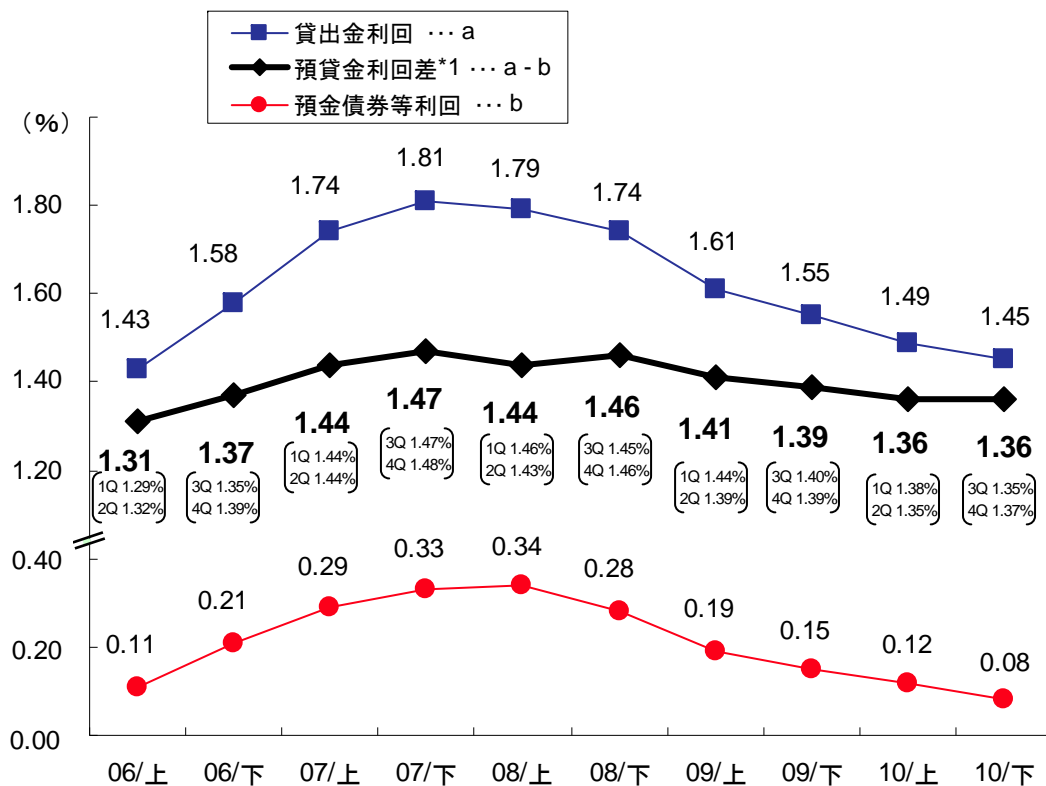 貸出金利回 ・・・ a
預貸金利回差*1 ・・・ a - b
預金債券等利回 ・・・ b
（%）
1.80
1.60
1.40
1.20
0.40
0.20
0.00
1.43
1.58
1.74
1.81
1.79
1.74
1.61
1.55
1.49
1.45
1.31
1Q 1.29%
2Q 1.32%
1.37
3Q 1.35%
4Q 1.39%
1.44
1Q 1.44%
2Q 1.44%
1.47
3Q 1.47%
4Q 1.48%
1.44
1Q 1.46%
2Q 1.43%
1.46
3Q 1.45%
4Q 1.46%
1.41
1Q 1.44%
2Q 1.39%
1.39
3Q 1.40%
4Q 1.39%
1.36
1Q 1.38%
2Q 1.35%
1.36
3Q 1.35%
4Q 1.37%
0.11
0.21
0.29
0.33
0.34
0.28
0.19
0.15
0.12
0.08
06/上 06/下 07/上 07/下 08/上 08/下 09/上 09/下 10/上 10/下